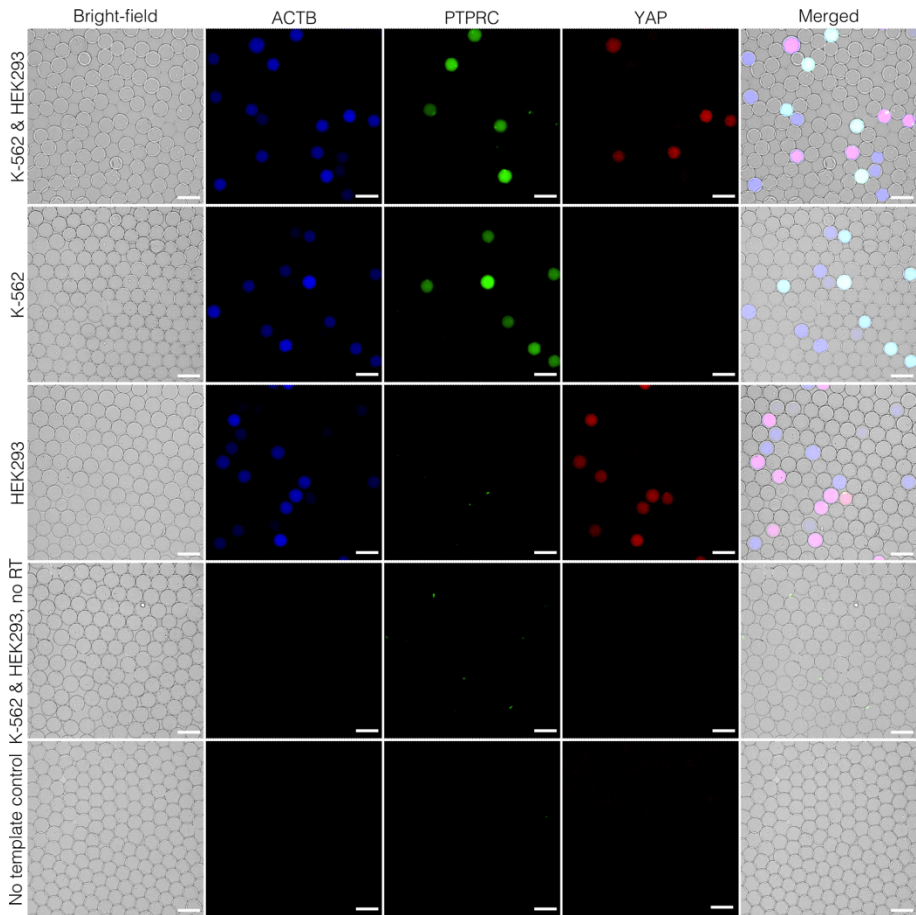 Bright-field
ACTB
PTPRC
YAP
Merged
K-562 & HEK293
K-562
HEK293
K-562 & HEK293, no RT
No template control